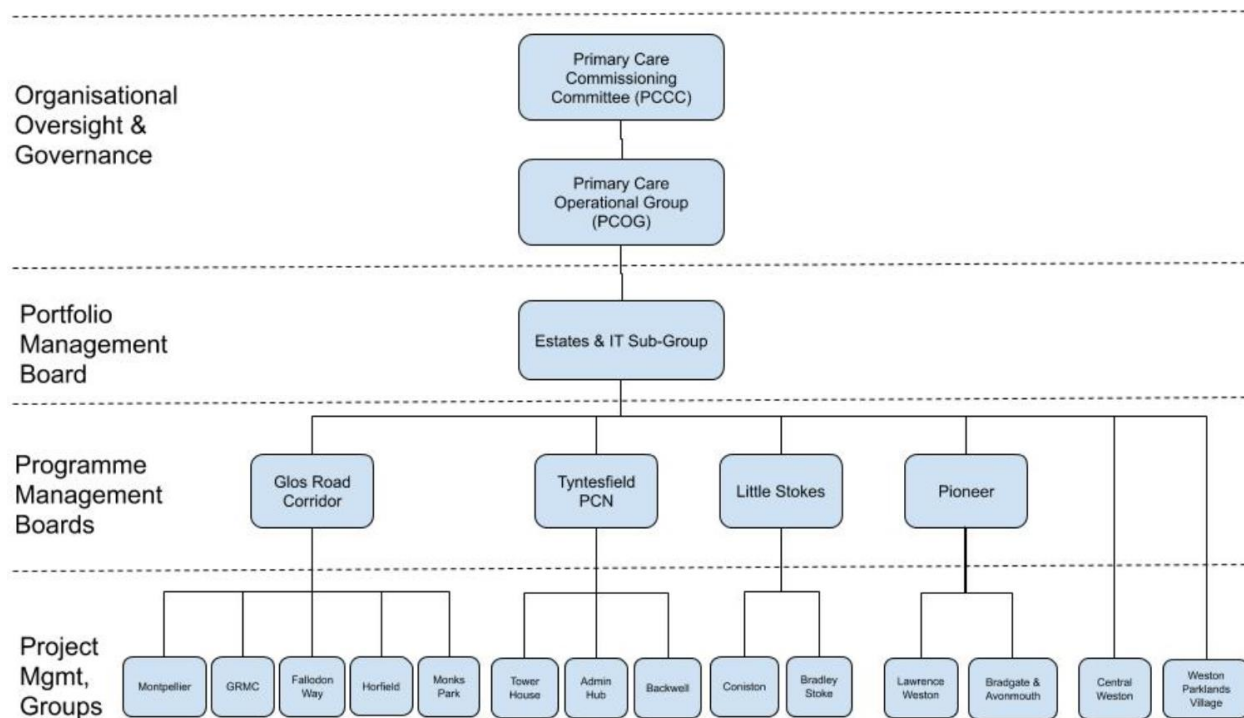 Organisational
Oversight &
Governance
Primary Care
Commissioning
Committee (PCCC)
Primary Care
Operational Group
(PCOG)
Portfolio
Management
Board
Estates & IT Sub-Group
Programme
Management
Boards
Glos Road
Corridor
Tyntesfield
PCN
Little Stokes
Pioneer
Project
Mgmt,
Groups
Montpellier
GRMC
Fallodon
Way
Horfield
Monks
Park
Tower
House
Admin
Hub
Backwell
Coniston
Bradley
Stoke
Lawrence
Weston
Bradgate &
Avonmouth
Central
Weston
Weston
Parklands
Village